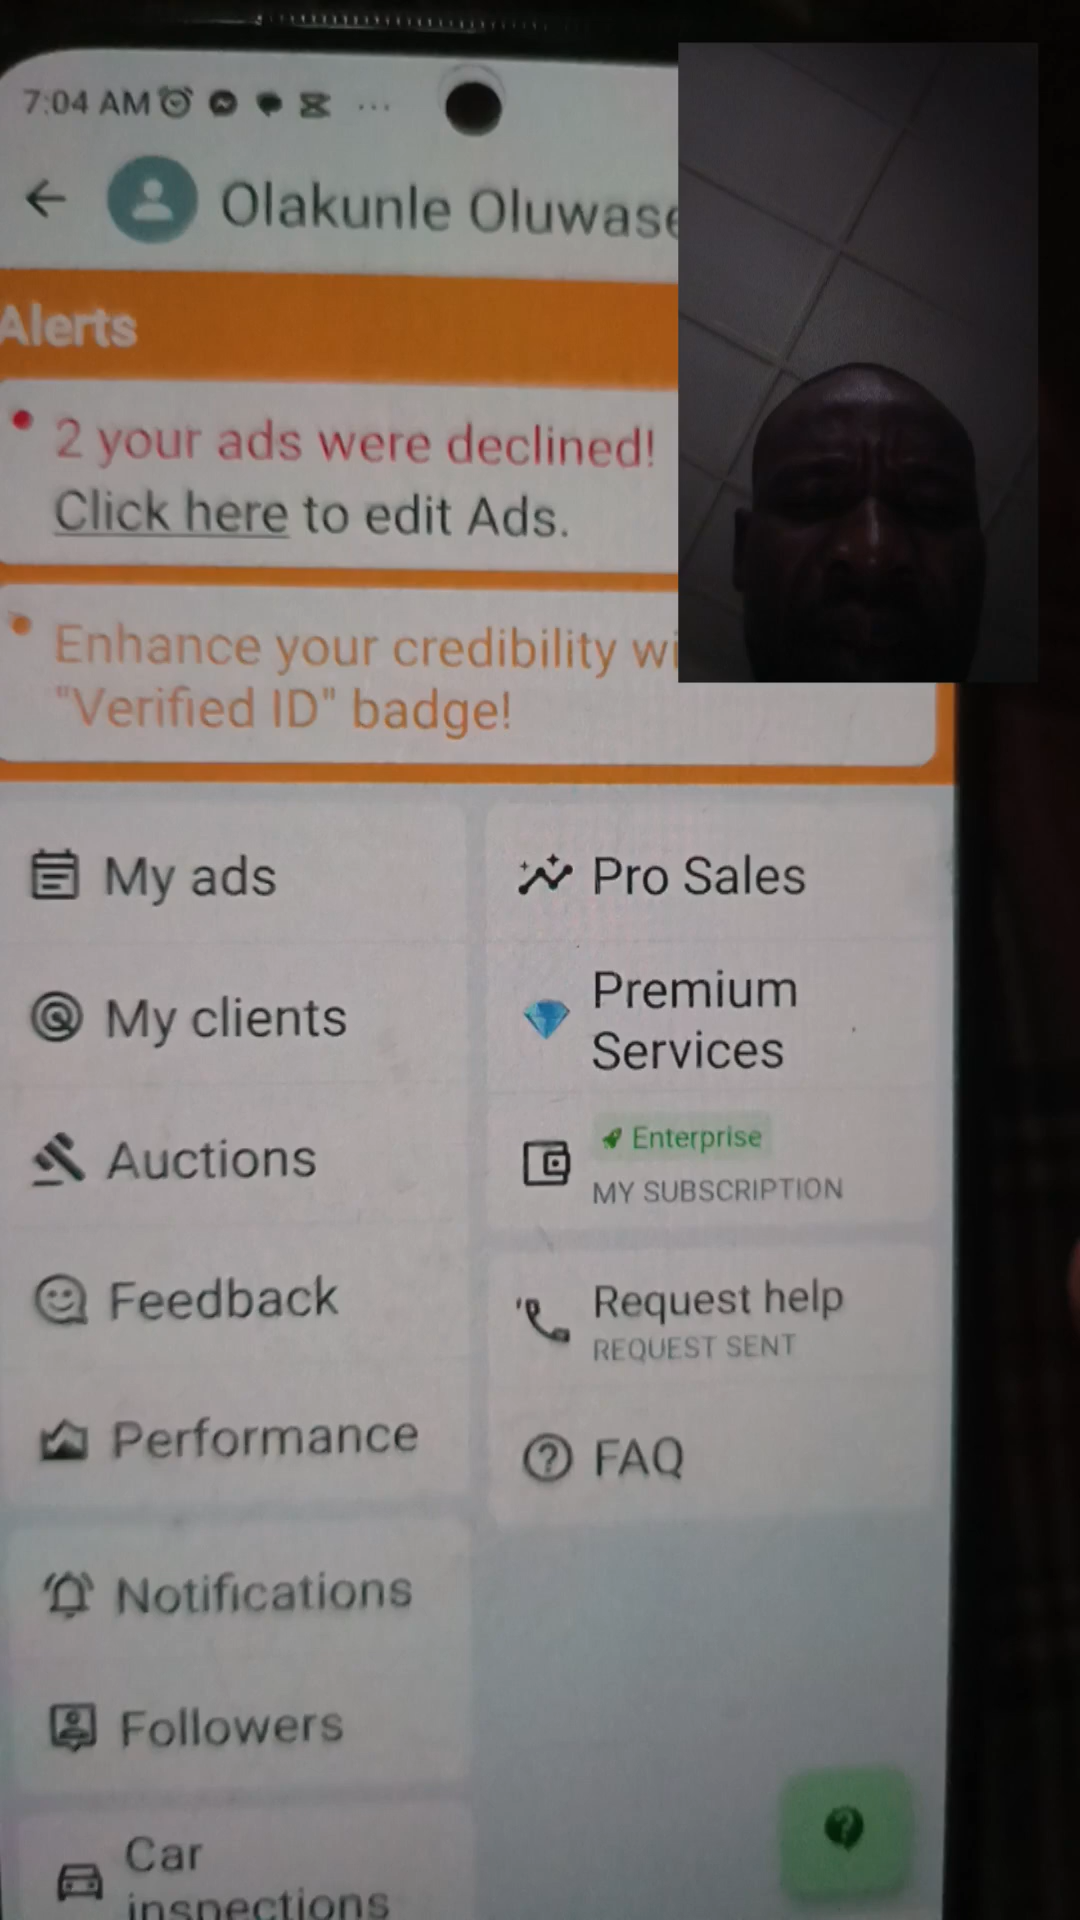 7:04 AM
Olakunle
Alerts
2 your ads were declined!
Click here to edit Ads.
Enhance your credibility
"Verified ID" badge!
My ads
Pro Sales
My clients
Premium
Services
Auctions
Enterprise
MY SUBSCRIPTION
Feedback
Request help
REQUEST SENT
Performance
FAQ
Notifications
Followers
Car
inspections